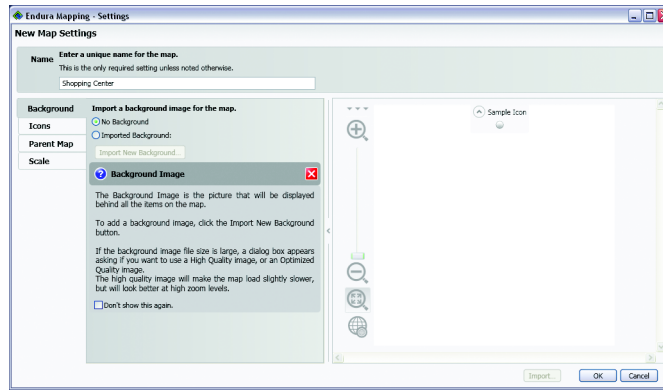 Endura Mapping - Settings
New Map Settings
Name
Enter a unique name for the map.
This is the only required setting unless noted otherwise.
Shopping Center
Background
Icons
Parent Map
Scale
Import a background image for the map.
No Background
Imported Background:
Import New Background...
Background Image
The Background Image is the picture that will be displayed
behind all the items on the map.
To add a background image, click the Import New Background
button.
If the background image file size is large, a dialog box appears
asking if you want to use a High Quality image, or an Optimized
Quality image.
The high quality image will make the map load slightly slower,
but will look better at high zoom levels.
Don't show this again.
Sample Icon
Import...
OK
Cancel